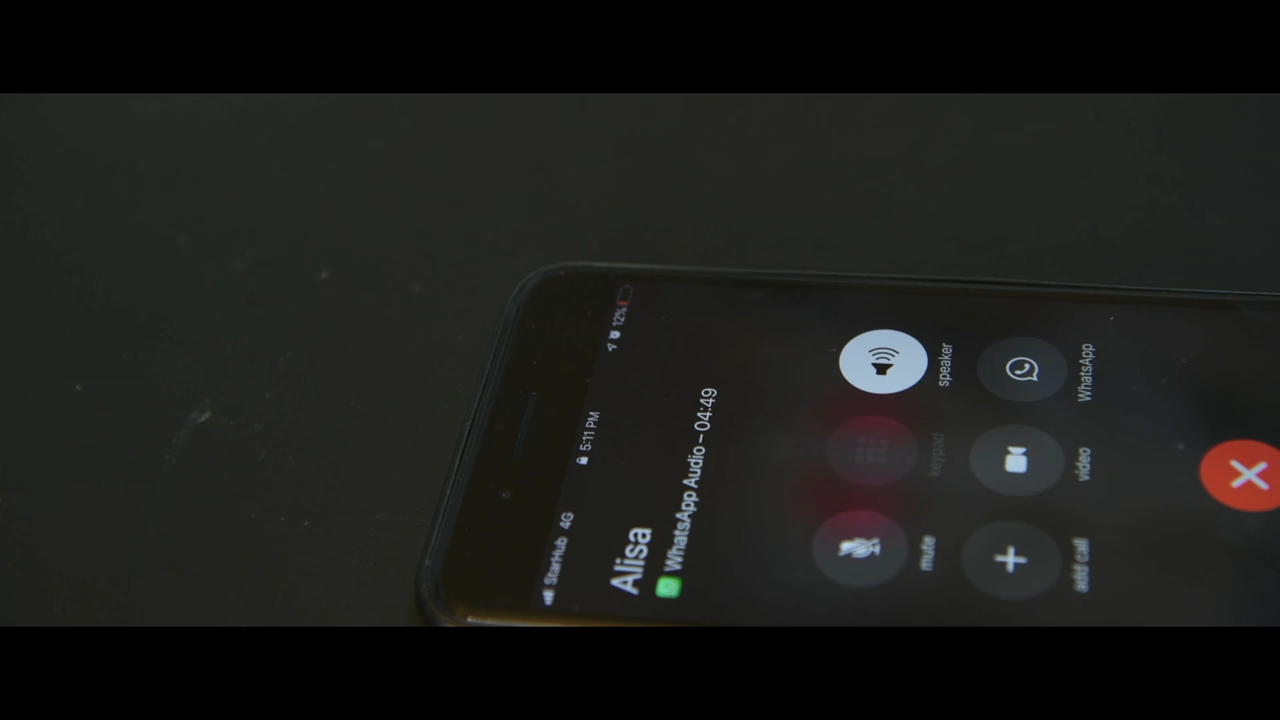 StarHub 4G 5:11 PM 12%
Alisa
WhatsApp Audio – 04:49
mute keypad speaker
add call video WhatsApp